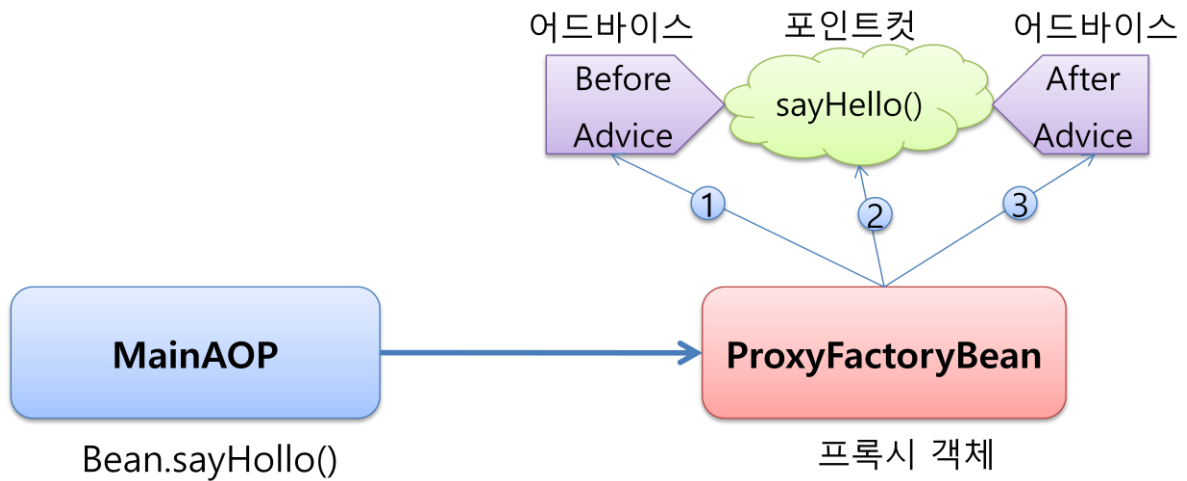 어드바이스
포인트컷
어드바이스
Before
Advice
sayHello()
After
Advice
1
2
3
MainAOP
ProxyFactoryBean
Bean.sayHollo()
프록시 객체